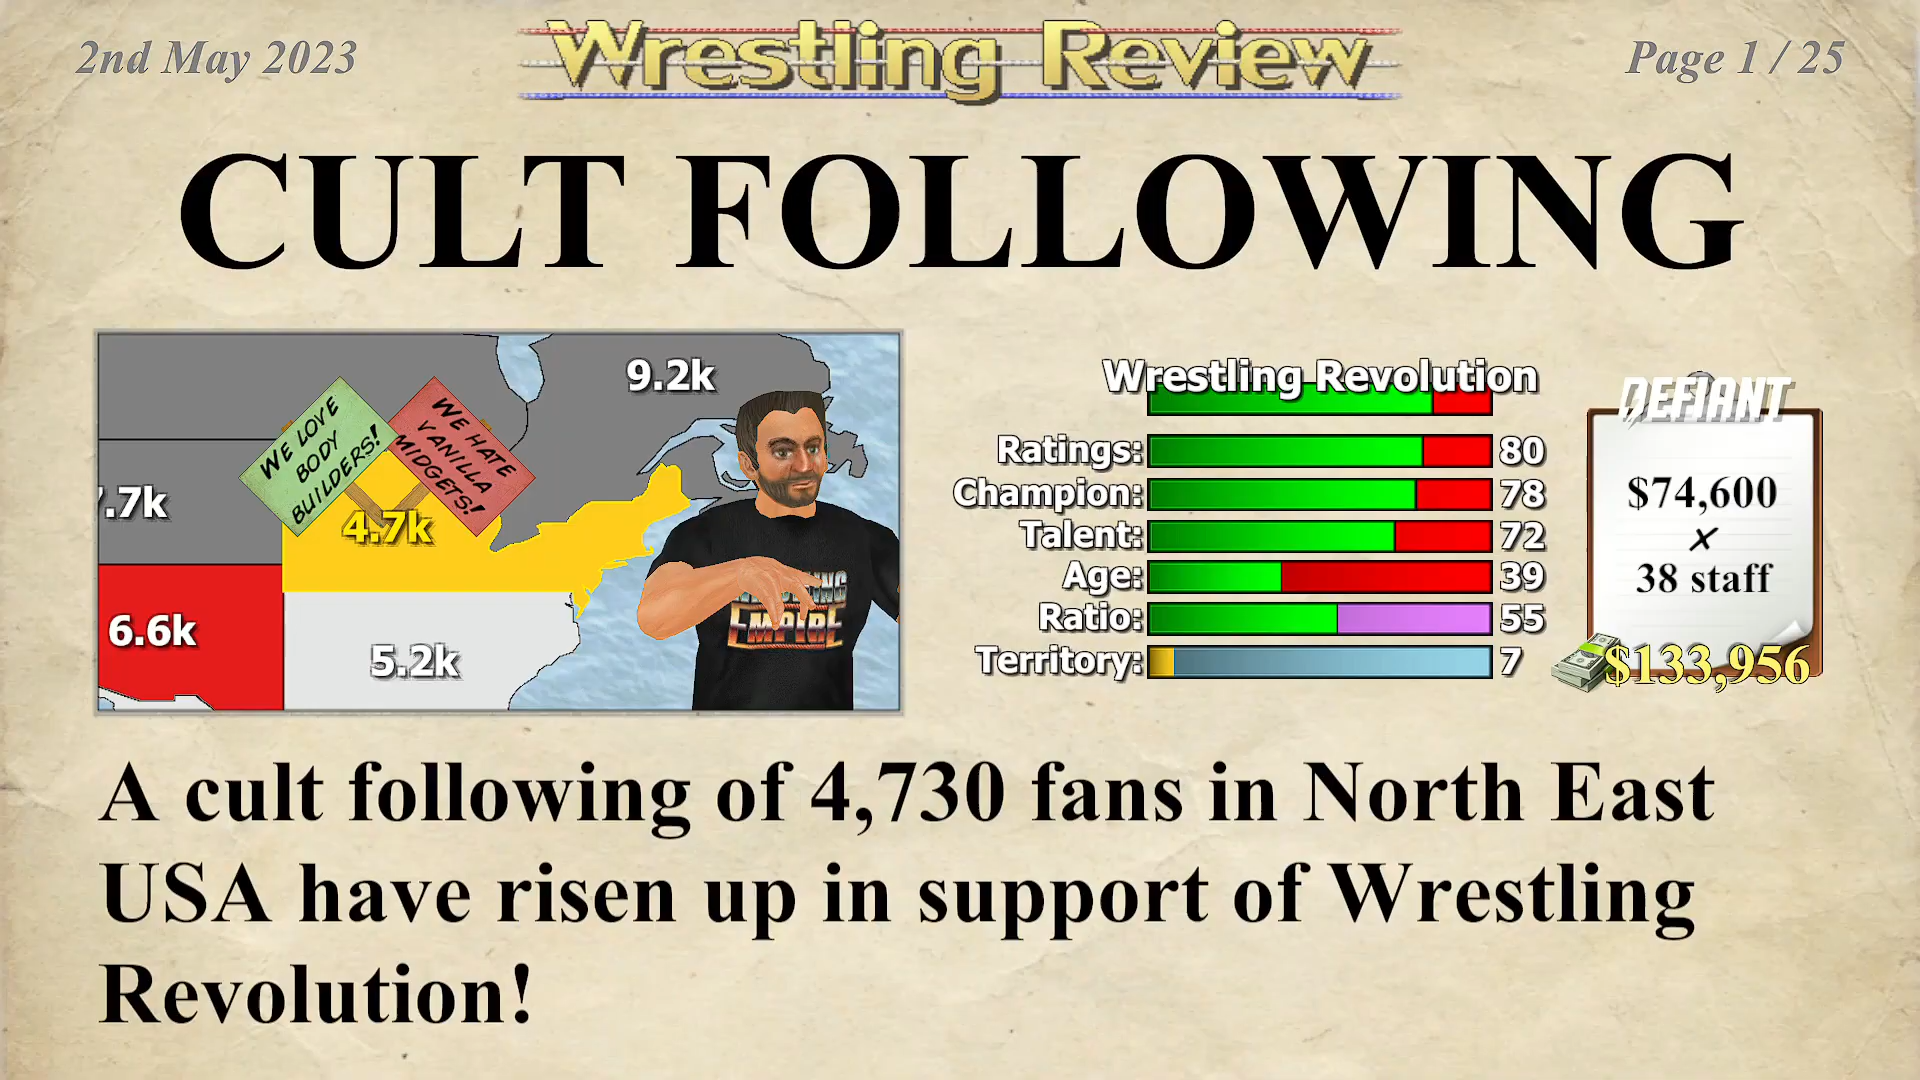 2nd May 2023
Wrestling Review
Page 1 / 25
CULT FOLLOWING
9.2k
WE LOVE
BODY
BUILDERS!
WE HATE
VANILLA
MIDGETS!
.7k
4.7k
6.6k
5.2k
EMPIRE
Wrestling Revolution
Ratings: 80
Champion: 78
Talent: 72
Age: 39
Ratio: 55
Territory: 7
DEFIANT
$74,600
×
38 staff
$133,956
A cult following of 4,730 fans in North East
USA have risen up in support of Wrestling
Revolution!